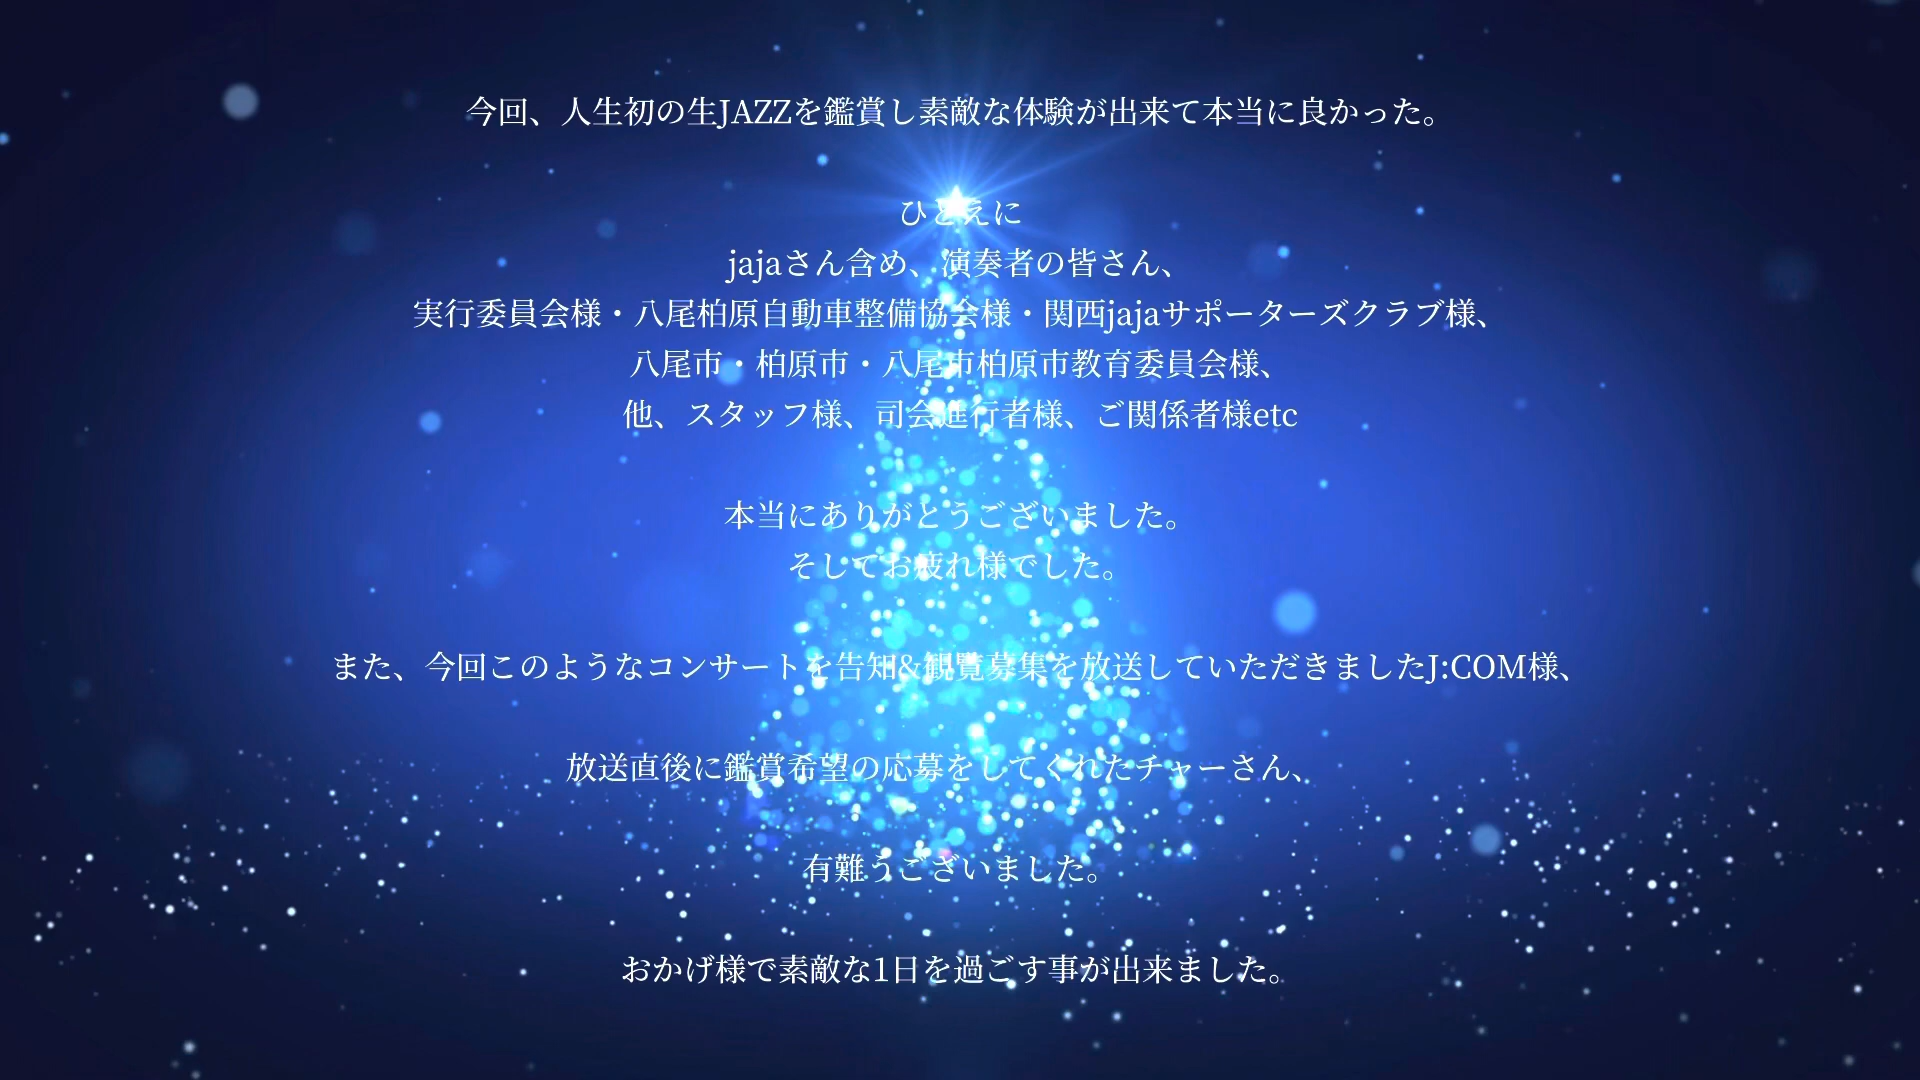 今回、人生初の生JAZZを鑑賞し素敵な体験が出来て本当に良かった。
ひとえに
jajaさん含め、演奏者の皆さん、
実行委員会様・八尾柏原自動車整備協会様・関西jajaサポーターズクラブ様、
八尾市・柏原市・八尾市柏原市教育委員会様、
他、スタッフ様、司会進行者様、ご関係者様etc
本当にありがとうございました。
そしてお疲れ様でした。
また、今回このようなコンサートを告知&観覧募集を放送していただきましたJ:COM様、
放送直後に鑑賞希望の応募をしてくれたチャーさん、
有難うございました。
おかげ様で素敵な1日を過ごす事が出来ました。